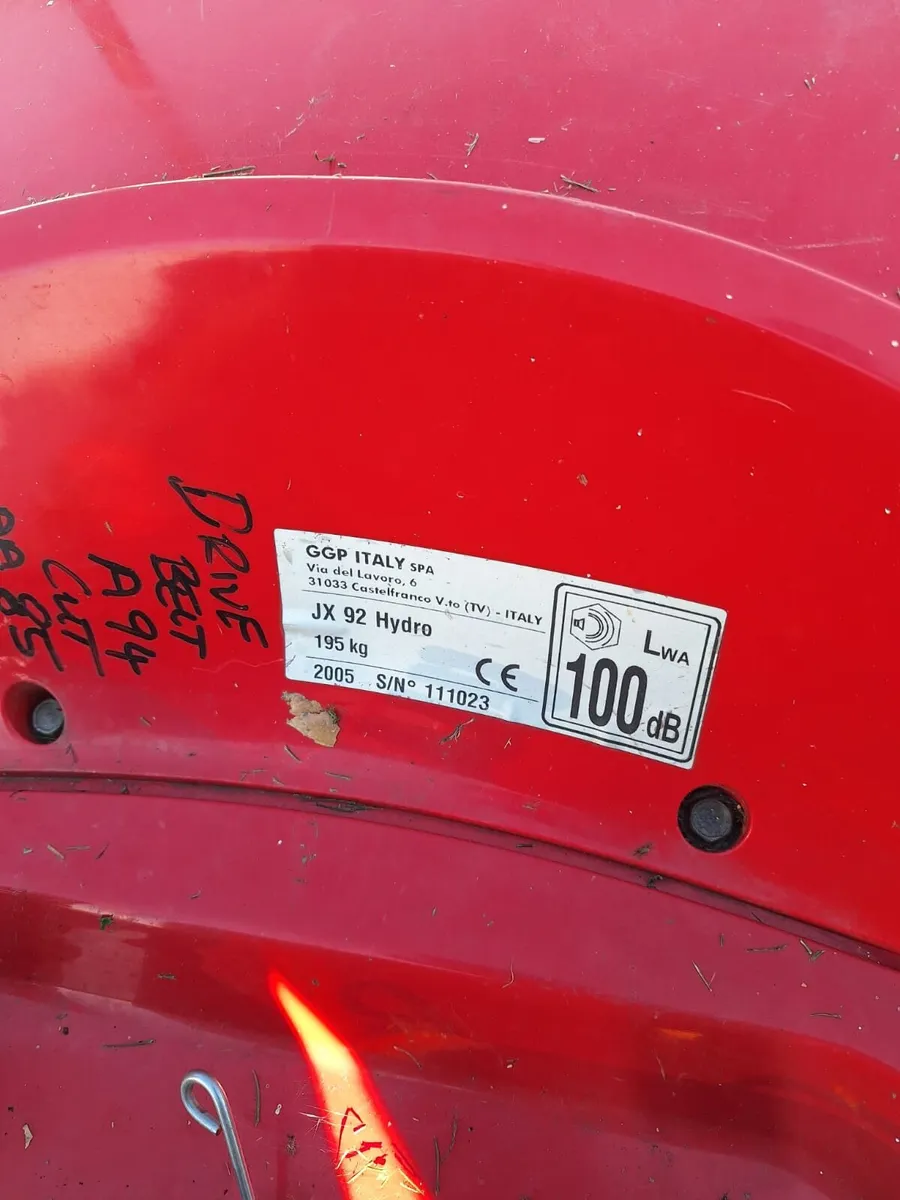 DRIVE
BELT
A94
CUT
GGP ITALY SPA
Via del Lavoro, 6
31033 Castelfranco V.to (TV) - ITALY
JX 92 Hydro
195 kg
CE
2005 S/N° 111023
LWA
100 dB